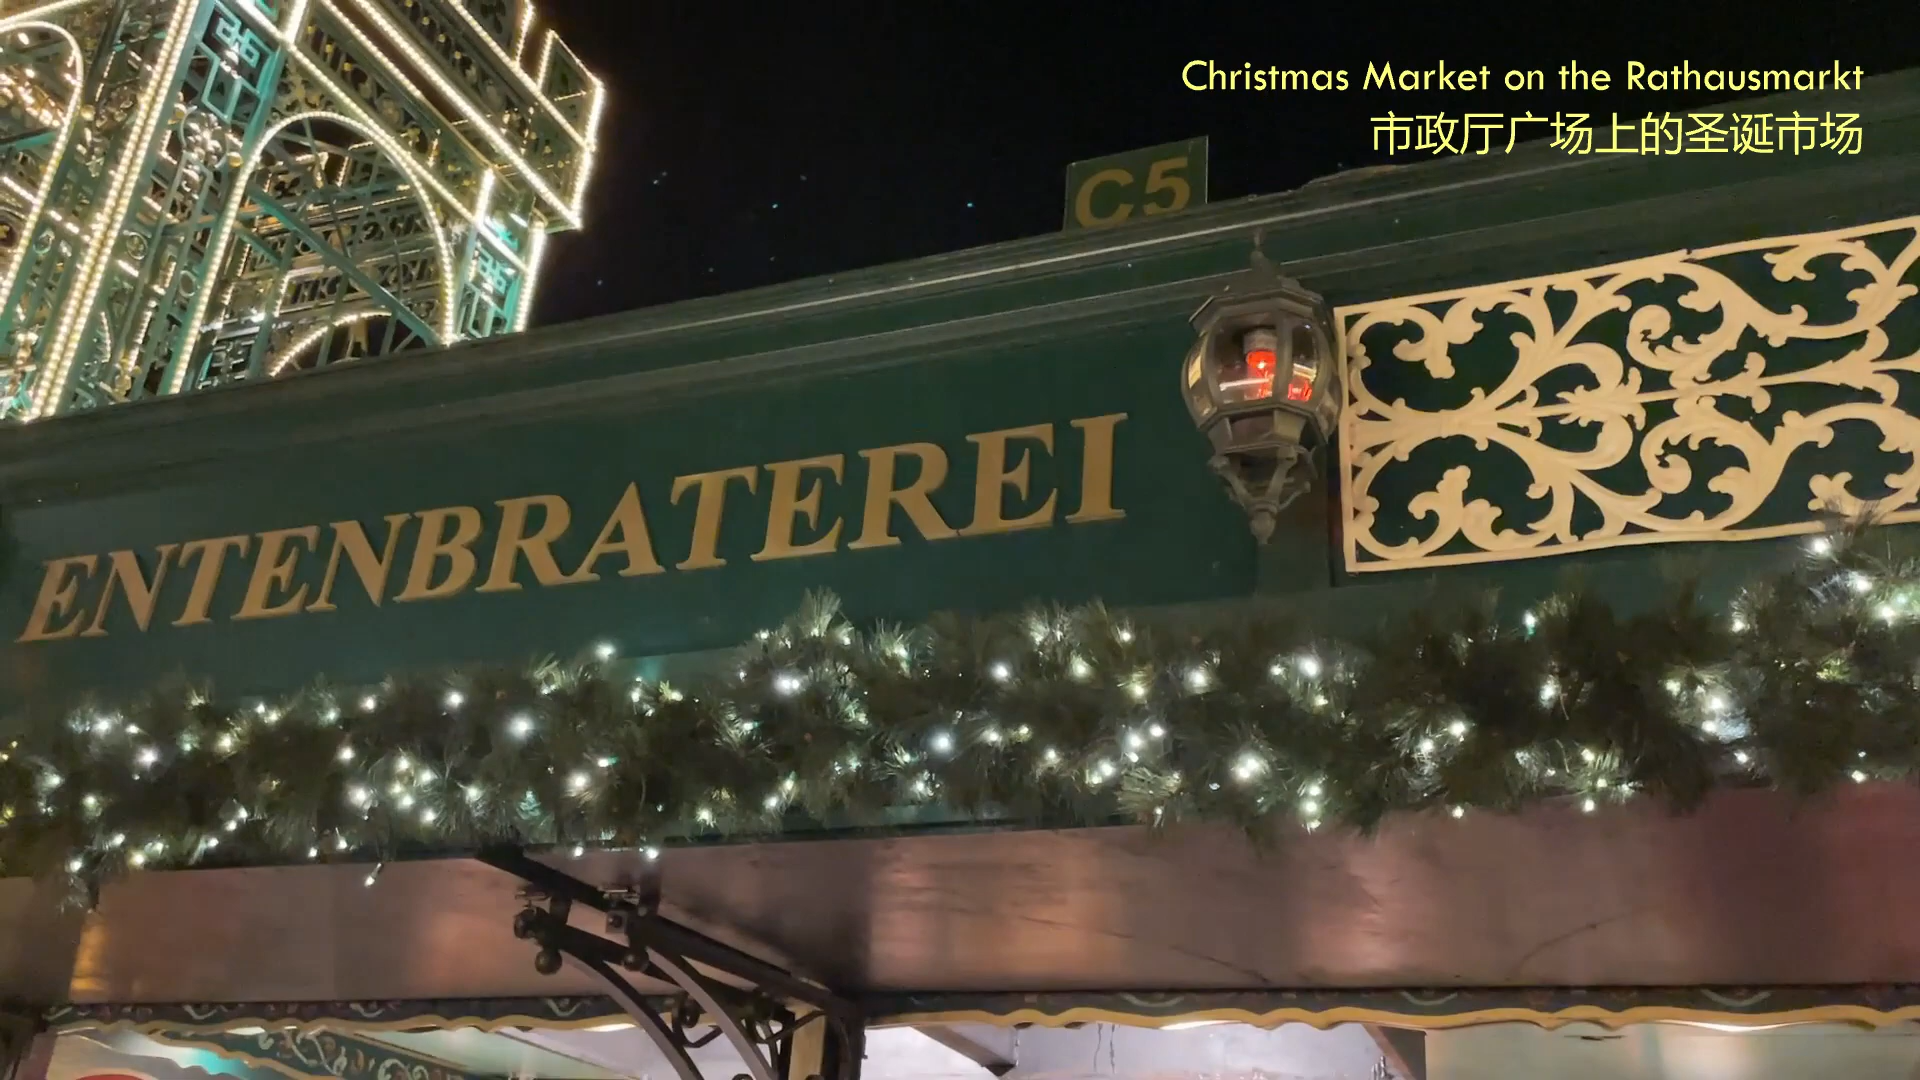 Christmas Market on the Rathausmarkt
市政厅广场上的圣诞市场
C5
ENTENBRATEREI